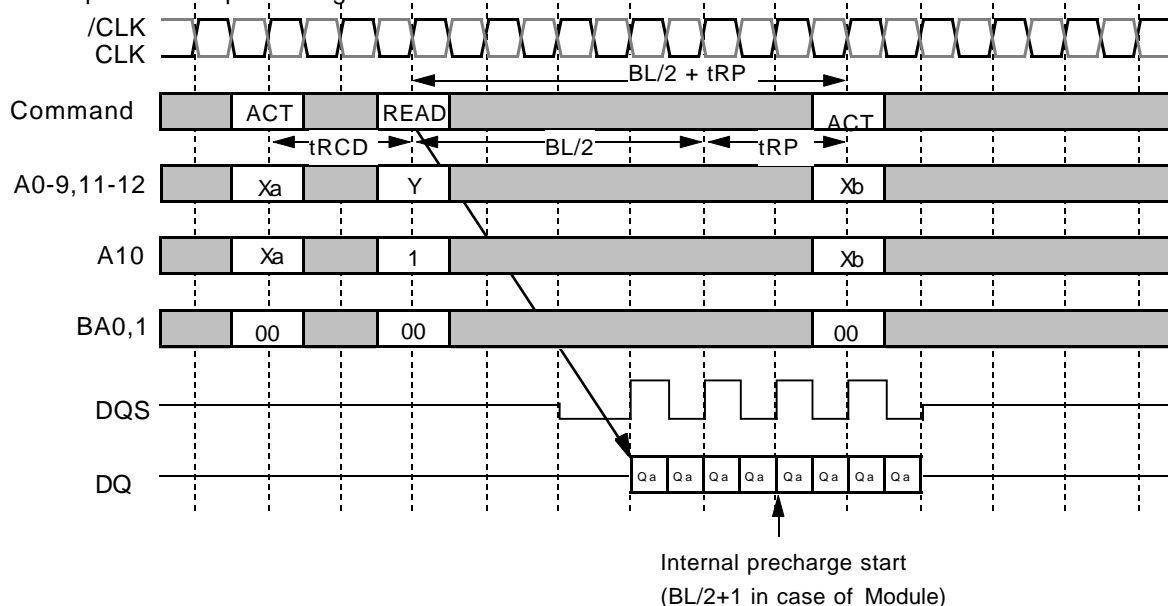 /CLK
CLK
BL/2 + tRP
Command
ACT
READ
ACT
tRCD
BL/2
tRP
A0-9,11-12
Xa
Y
Xb
A10
Xa
1
Xb
BA0,1
00
00
00
DQS
DQ
Qa Qa Qa Qa Qa Qa Qa Qa
Internal precharge start
(BL/2+1 in case of Module)